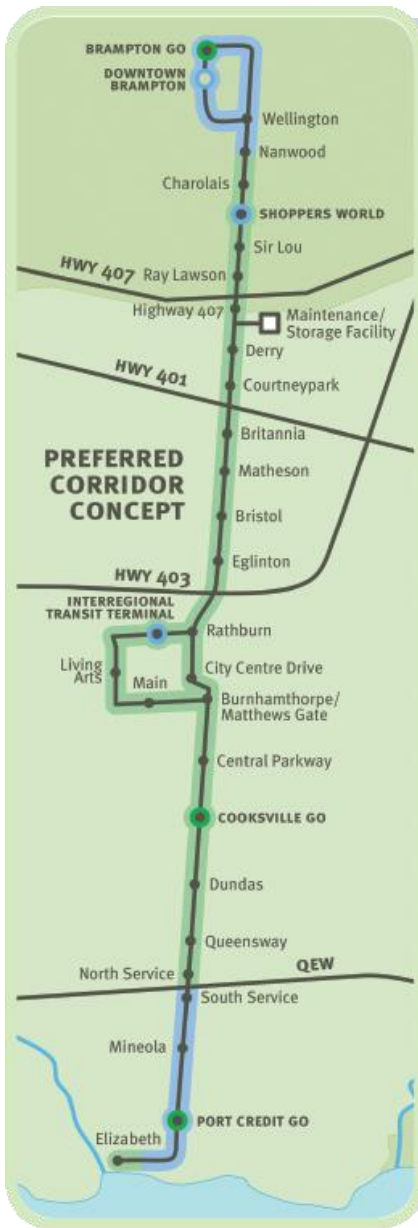 BRAMPTON GO
DOWNTOWN
BRAMPTON
Wellington
Nanwood
Charolais
SHOPPERS WORLD
Sir Lou
HWY 407
Ray Lawson
Highway 407
Maintenance/
Storage Facility
Derry
HWY 401
Courtneypark
Britannia
PREFERRED
CORRIDOR
CONCEPT
Matheson
Bristol
Eglinton
HWY 403
INTERREGIONAL
TRANSIT TERMINAL
Rathburn
Living
Arts
Main
City Centre Drive
Burnhamthorpe/
Matthews Gate
Central Parkway
COOKSVILLE GO
Dundas
Queensway
North Service
QEW
South Service
Mineola
PORT CREDIT GO
Elizabeth